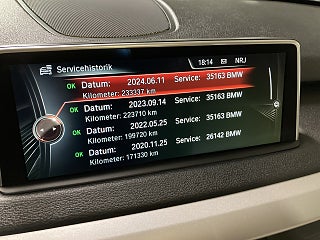 18:14 NRJ
Servicehistorik
OK Datum: 2024.06.11 Service: 35163 BMW
Kilometer: 233337 km
OK Datum: 2023.09.14 Service: 35163 BMW
Kilometer: 223710 km
OK Datum: 2022.05.25 Service: 35163 BMW
Kilometer: 199720 km
OK Datum: 2020.11.25 Service: 26142 BMW
Kilometer: 171330 km